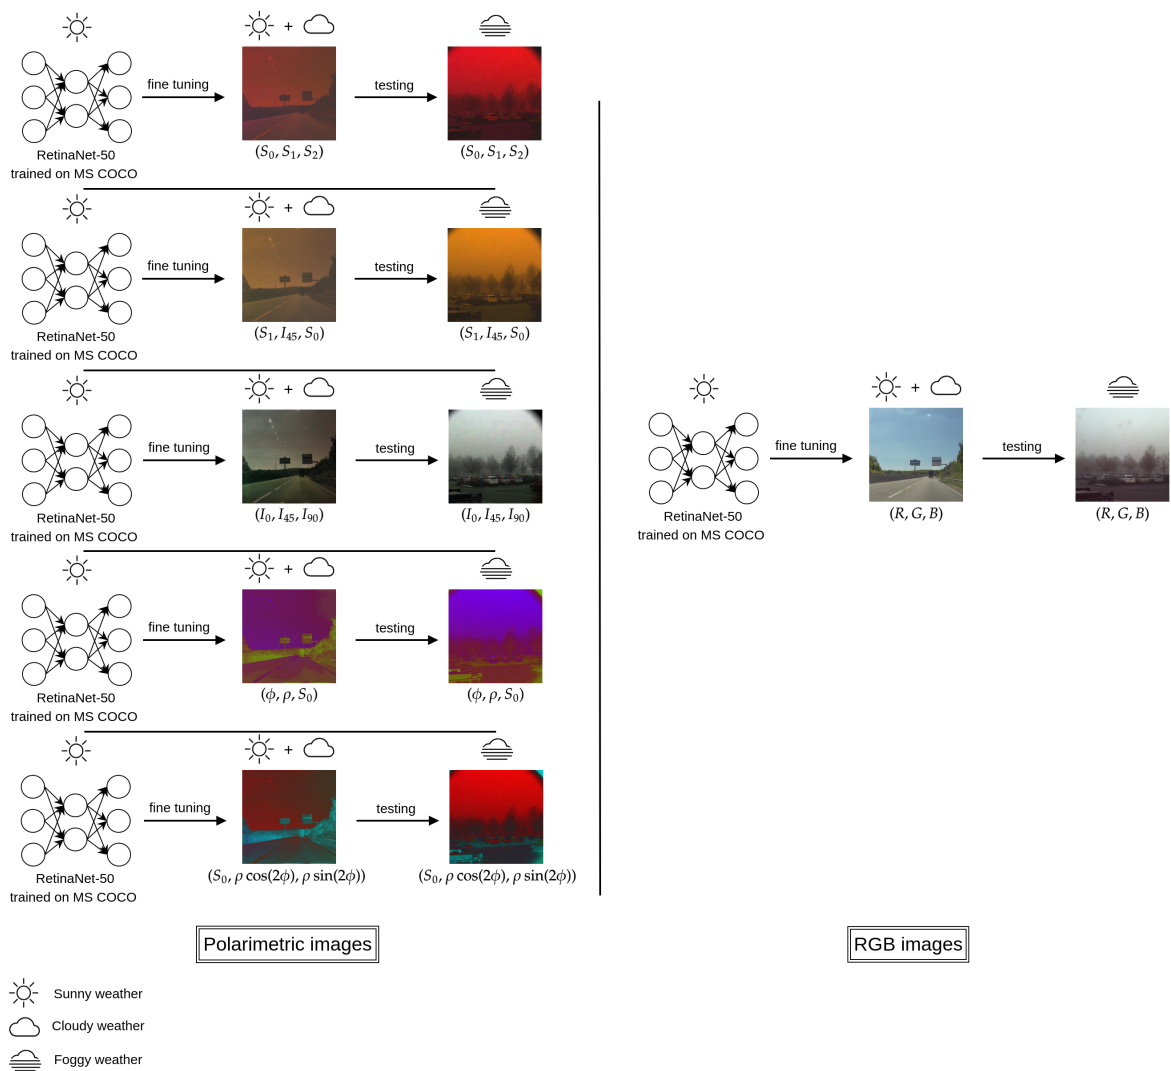 fine tuning
testing
RetinaNet-50
trained on MS COCO
+
(S₀, S₁, S₂)
(S₀, S₁, S₂)
fine tuning
testing
RetinaNet-50
trained on MS COCO
+
(S₁, I₄₅, S₀)
(S₁, I₄₅, S₀)
fine tuning
testing
RetinaNet-50
trained on MS COCO
+
(I₀, I₄₅, I₉₀)
(I₀, I₄₅, I₉₀)
fine tuning
testing
RetinaNet-50
trained on MS COCO
+
(ϕ, ρ, S₀)
(ϕ, ρ, S₀)
fine tuning
testing
RetinaNet-50
trained on MS COCO
+
(S₀, ρ cos(2ϕ), ρ sin(2ϕ))
(S₀, ρ cos(2ϕ), ρ sin(2ϕ))
Polarimetric images
fine tuning
testing
RetinaNet-50
trained on MS COCO
+
(R, G, B)
(R, G, B)
RGB images
Sunny weather
Cloudy weather
Foggy weather